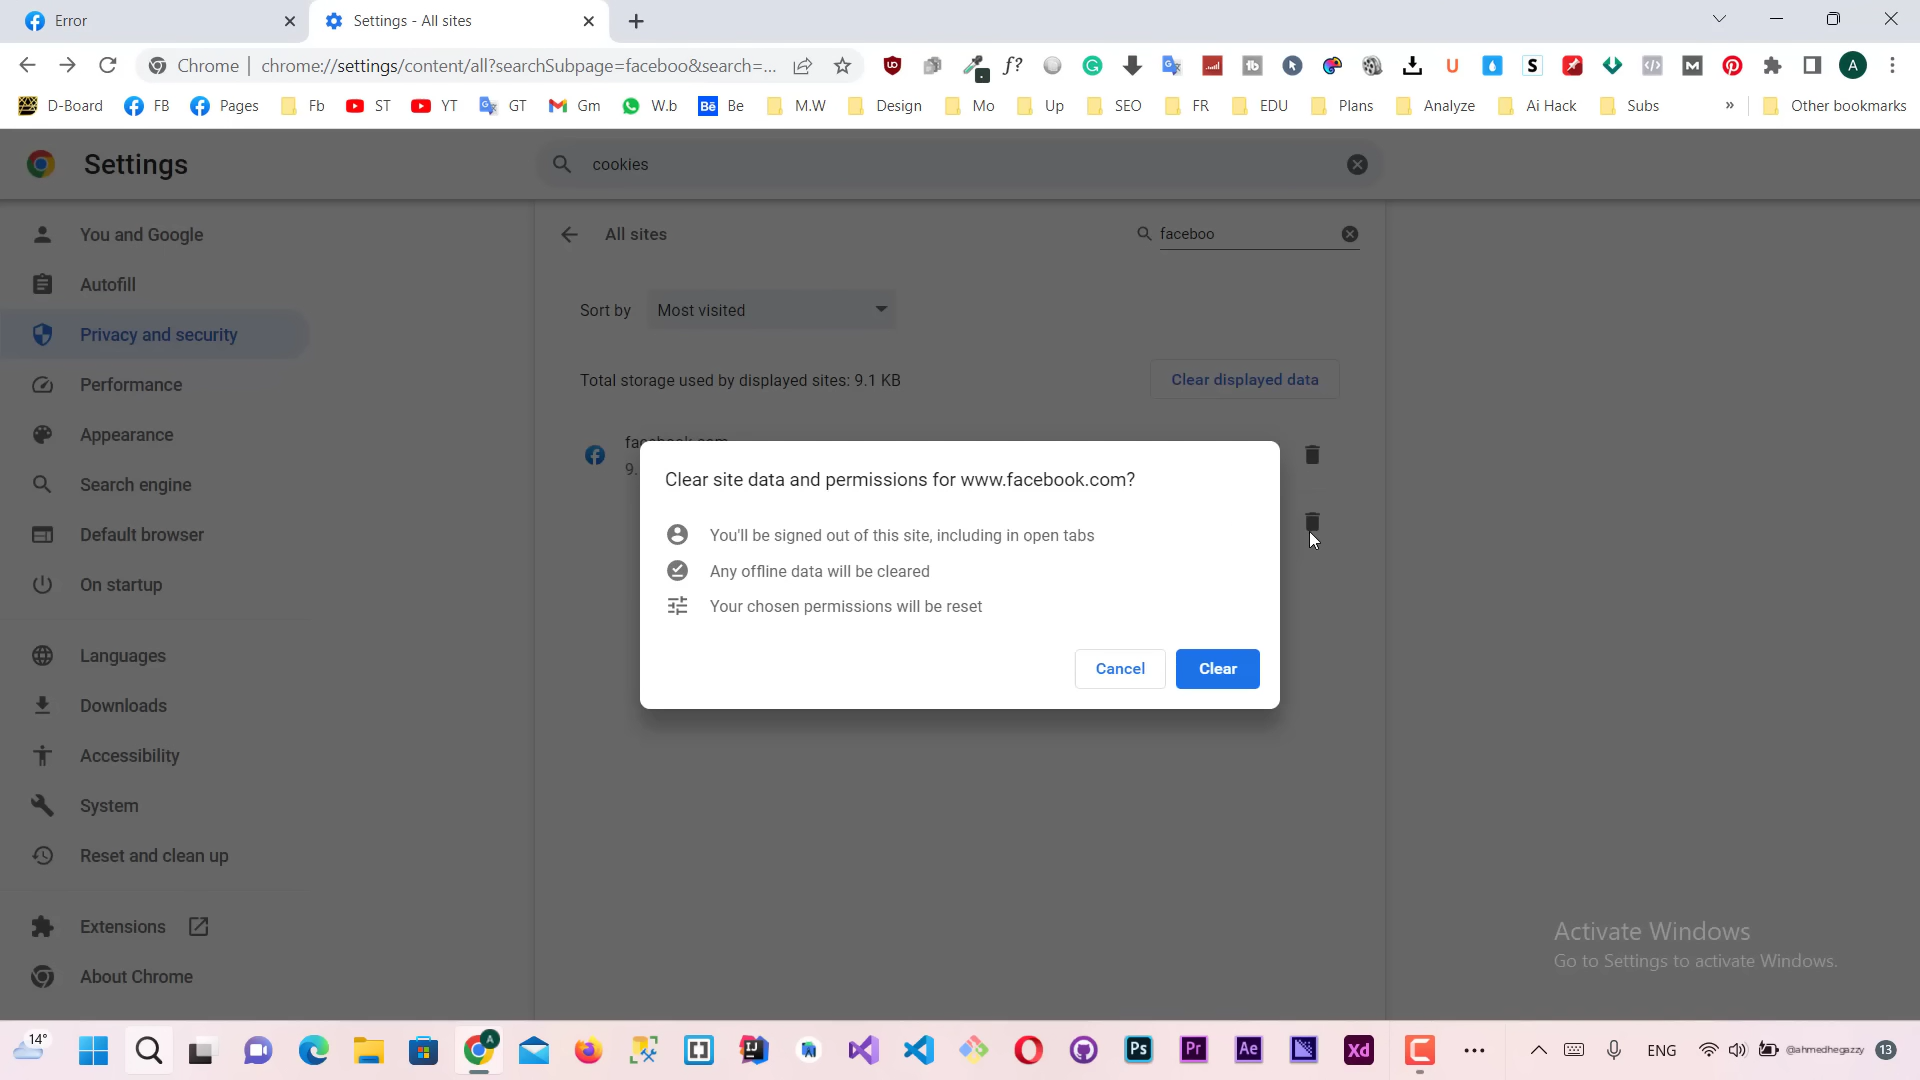 Error
Settings - All sites
Chrome | chrome://settings/content/all?searchSubpage=faceboo&search=...
D-Board FB Pages Fb ST YT GT Gm W.b Be M.W Design Mo Up SEO FR EDU Plans Analyze Ai Hack Subs » Other bookmarks
Settings
cookies
You and Google
Autofill
Privacy and security
Performance
Appearance
Search engine
Default browser
On startup
Languages
Downloads
Accessibility
System
Reset and clean up
Extensions
About Chrome
All sites
faceboo
Sort by Most visited
Total storage used by displayed sites: 9.1 KB
Clear displayed data
9.
Clear site data and permissions for www.facebook.com?
You'll be signed out of this site, including in open tabs
Any offline data will be cleared
Your chosen permissions will be reset
Cancel
Clear
Activate Windows
Go to Settings to activate Windows.
14°
ENG
@ahmedhegazzy
13